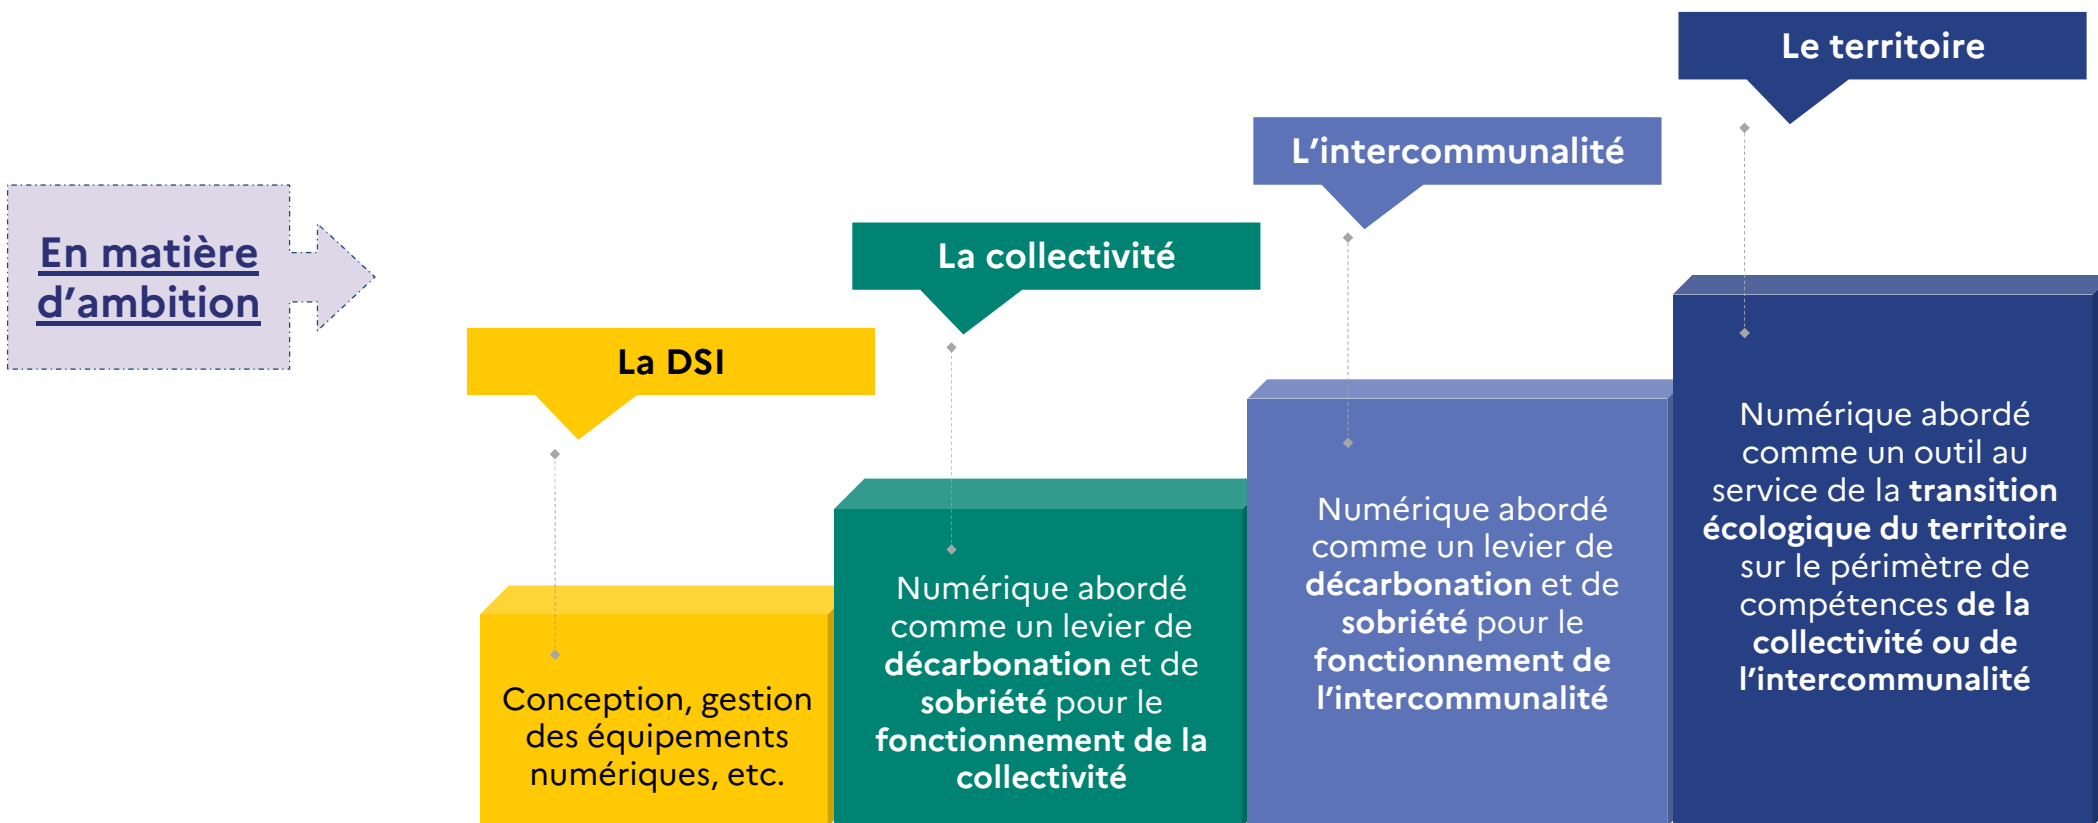 En matière
d’ambition
La DSI
Conception, gestion
des équipements
numériques, etc.
La collectivité
Numérique abordé
comme un levier de
décarbonation et de
sobriété pour le
fonctionnement de la
collectivité
L’intercommunalité
Numérique abordé
comme un levier de
décarbonation et de
sobriété pour le
fonctionnement de
l’intercommunalité
Le territoire
Numérique abordé
comme un outil au
service de la transition
écologique du territoire
sur le périmètre de
compétences de la
collectivité ou de
l’intercommunalité